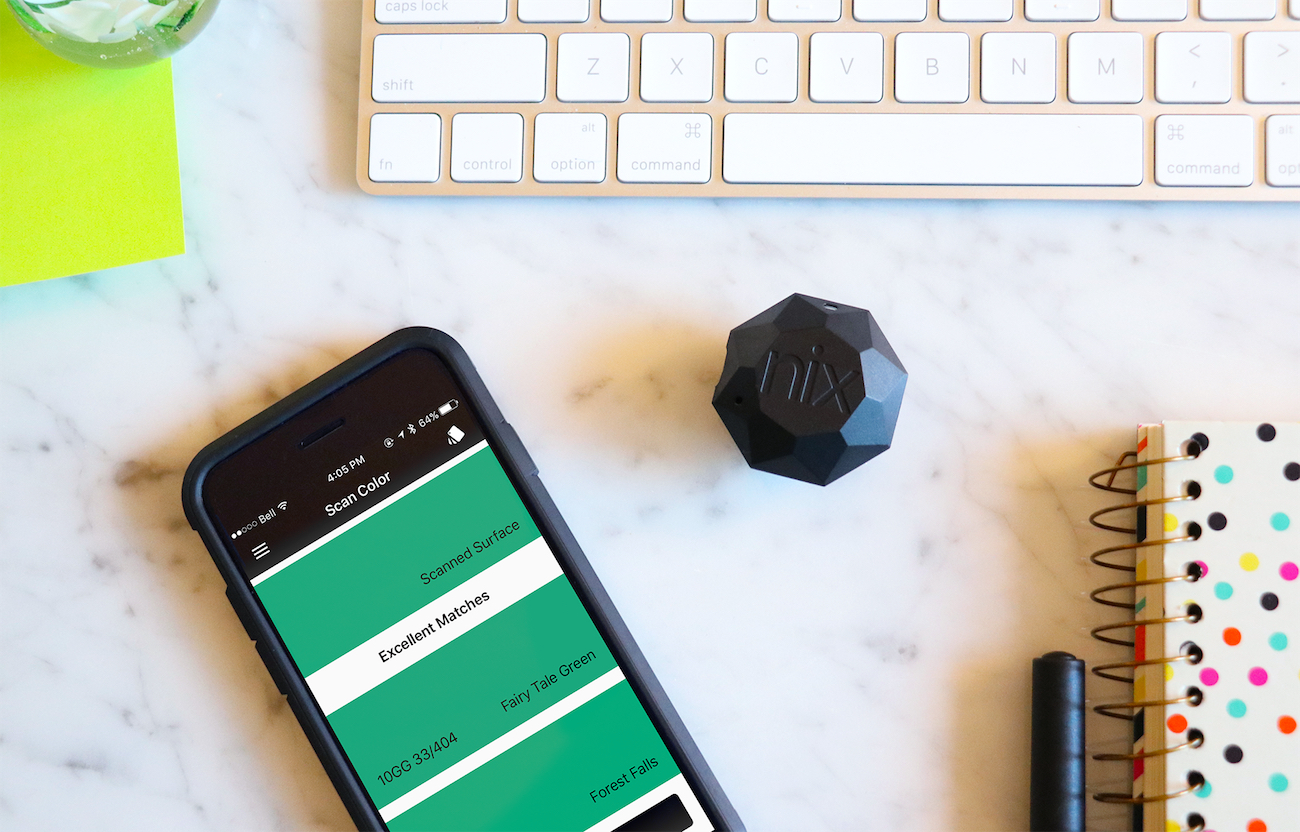 caps lock
shift
Z
X
C
V
B
N
M
<
,
>
.
fn
control
alt
option
⌘
command
⌘
command
alt
opt
nix
●●○○○ Bell
4:05 PM
64%
Scan Color
Scanned Surface
Excellent Matches
Fairy Tale Green
10GG 33/404
Forest Falls